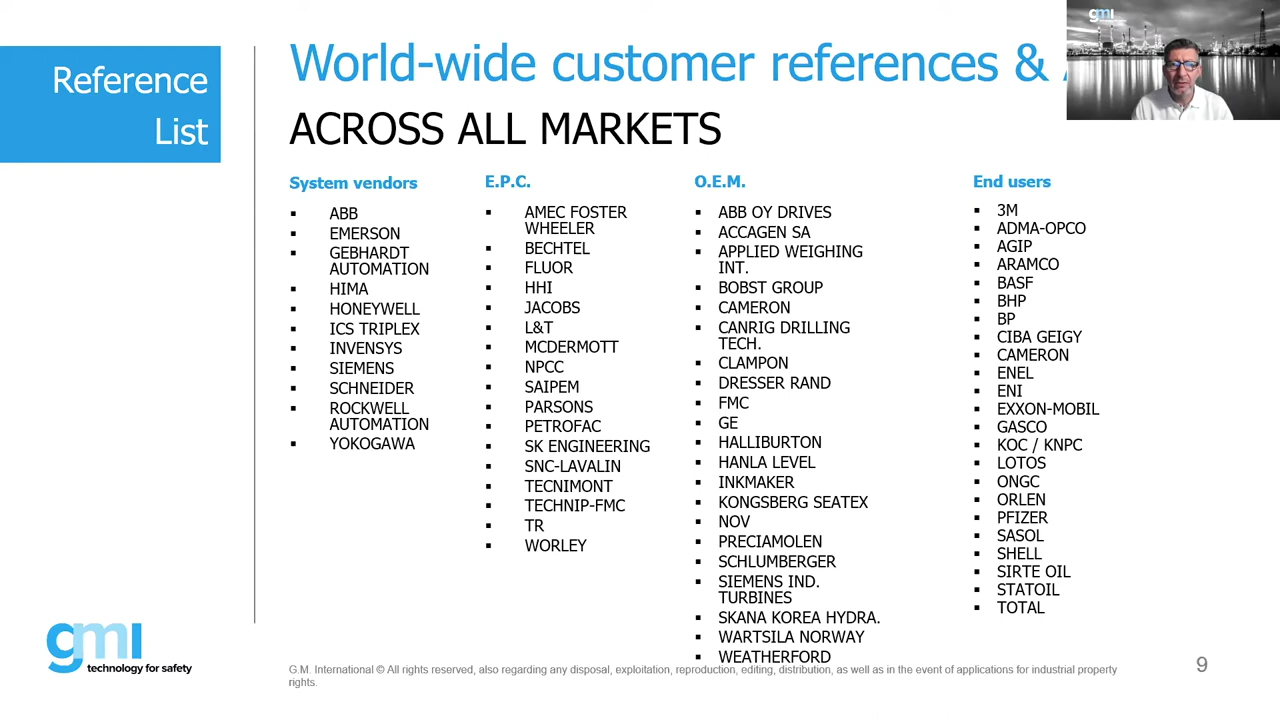 Reference
List
World-wide customer references &
ACROSS ALL MARKETS
System vendors
ABB
EMERSON
GEBHARDT
AUTOMATION
HIMA
HONEYWELL
ICS TRIPLEX
INVENSYS
SIEMENS
SCHNEIDER
ROCKWELL
AUTOMATION
YOKOGAWA
E.P.C.
AMEC FOSTER
WHEELER
BECHTEL
FLUOR
HHI
JACOBS
L&T
MCDERMOTT
NPCC
SAIPEM
PARSONS
PETROFAC
SK ENGINEERING
SNC-LAVALIN
TECNIMONT
TECHNIP-FMC
TR
WORLEY
O.E.M.
ABB OY DRIVES
ACCAGEN SA
APPLIED WEIGHING
INT.
BOBST GROUP
CAMERON
CANRIG DRILLING
TECH.
CLAMPON
DRESSER RAND
FMC
GE
HALLIBURTON
HANLA LEVEL
INKMAKER
KONGSBERG SEATEX
NOV
PRECIAMOLEN
SCHLUMBERGER
SIEMENS IND.
TURBINES
SKANA KOREA HYDRA.
WARTSILA NORWAY
WEATHERFORD
End users
3M
ADMA-OPCO
AGIP
ARAMCO
BASF
BHP
BP
CIBA GEIGY
CAMERON
ENEL
ENI
EXXON-MOBIL
GASCO
KOC / KNPC
LOTOS
ONGC
ORLEN
PFIZER
SASOL
SHELL
SIRTE OIL
STATOIL
TOTAL
gmi
technology for safety
G.M. International © All rights reserved, also regarding any disposal, exploitation, reproduction, editing, distribution, as well as in the event of applications for industrial property
rights.
9
gmi